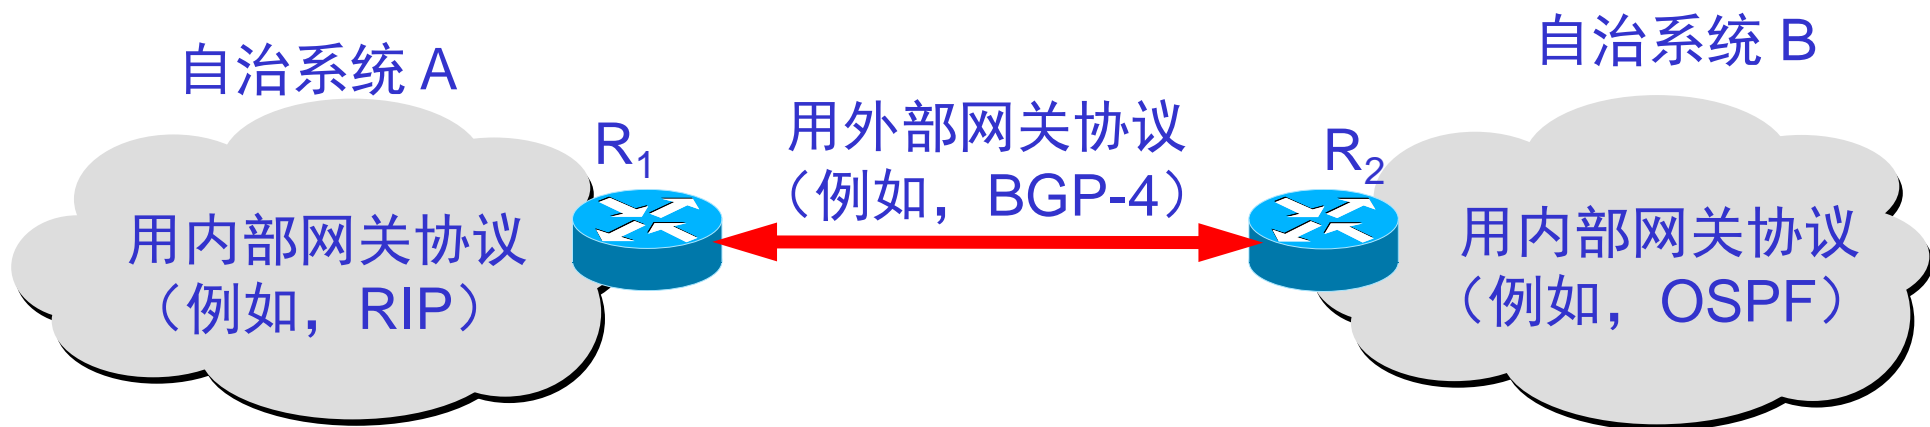 自治系统 A
用内部网关协议
（例如，RIP）
R1
用外部网关协议
（例如，BGP-4）
R2
自治系统 B
用内部网关协议
（例如，OSPF）